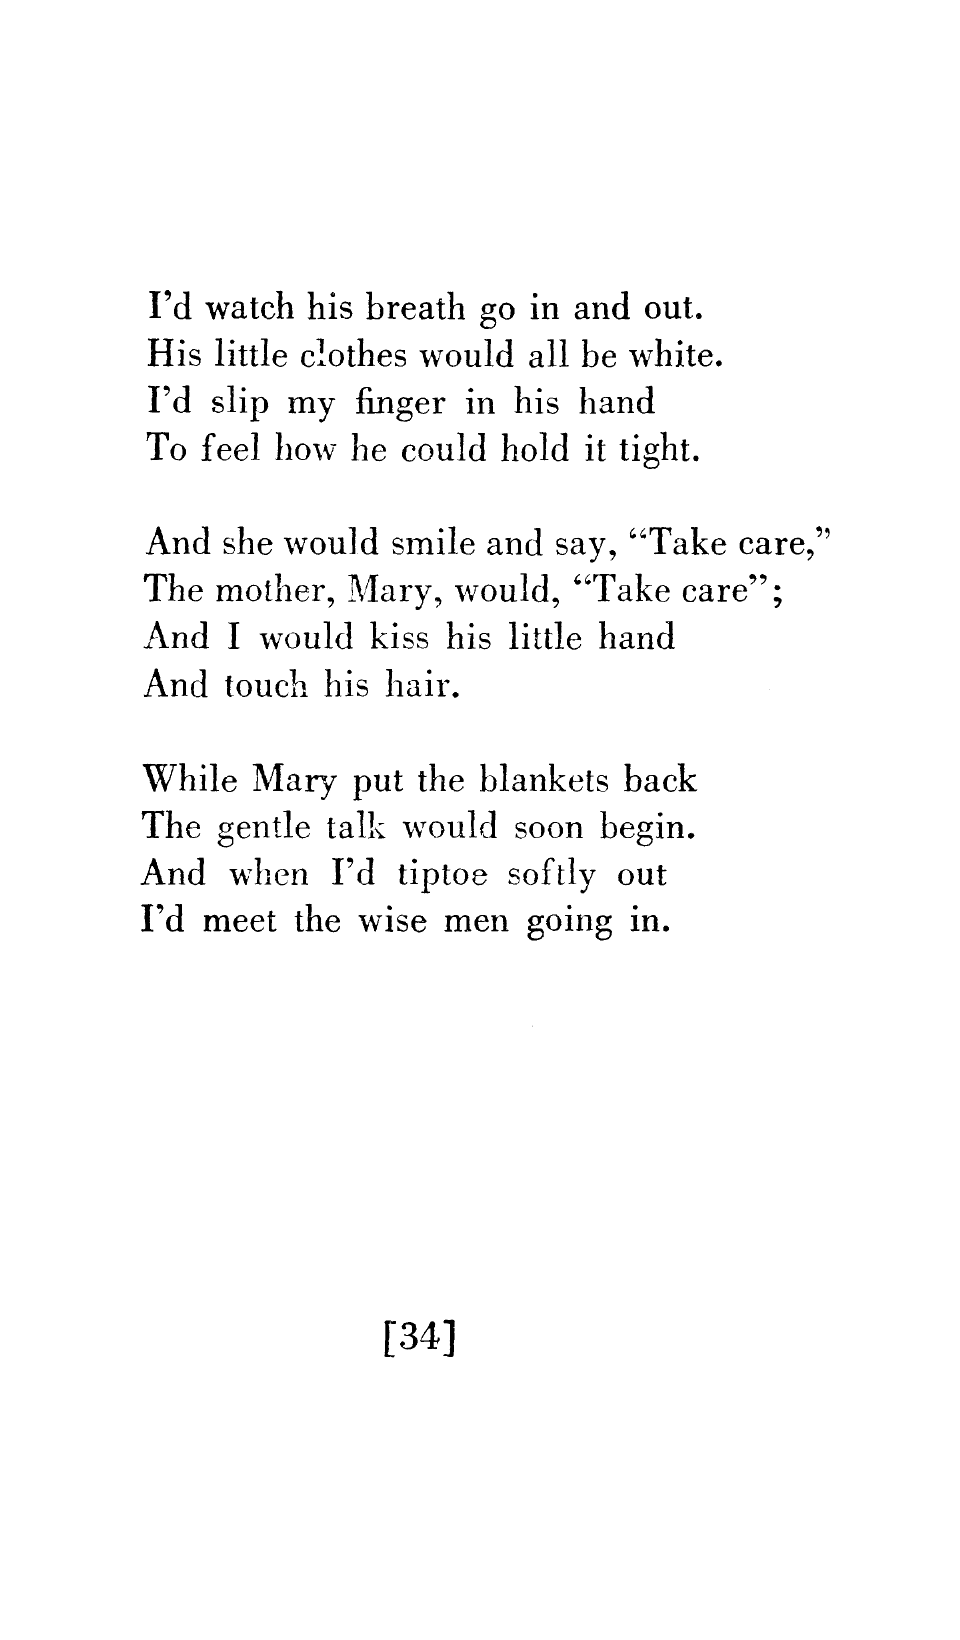 I’d watch his breath go in and out.
His little clothes would all be white.
I’d slip my finger in his hand
To feel how he could hold it tight.

And she would smile and say, “Take care,”
The mother, Mary, would, “Take care”;
And I would kiss his little hand
And touch his hair.

While Mary put the blankets back
The gentle talk would soon begin.
And when I’d tiptoe softly out
I’d meet the wise men going in.

[34]